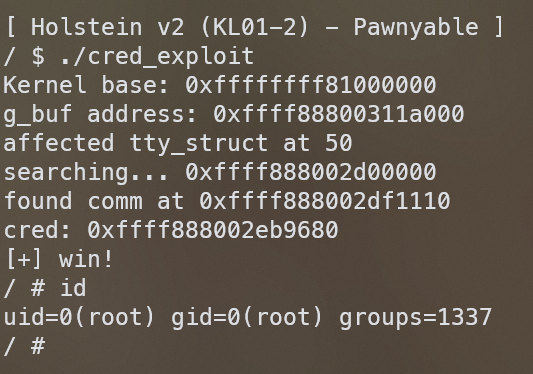 [ Holstein v2 (KL01-2) - Pawnyable ]
/ $ ./cred_exploit
Kernel base: 0xffffffff81000000
g_buf address: 0xffff88800311a000
affected tty_struct at 50
searching... 0xffff888002d00000
found comm at 0xffff888002df1110
cred: 0xffff888002eb9680
[+] win!
/ # id
uid=0(root) gid=0(root) groups=1337
/ #